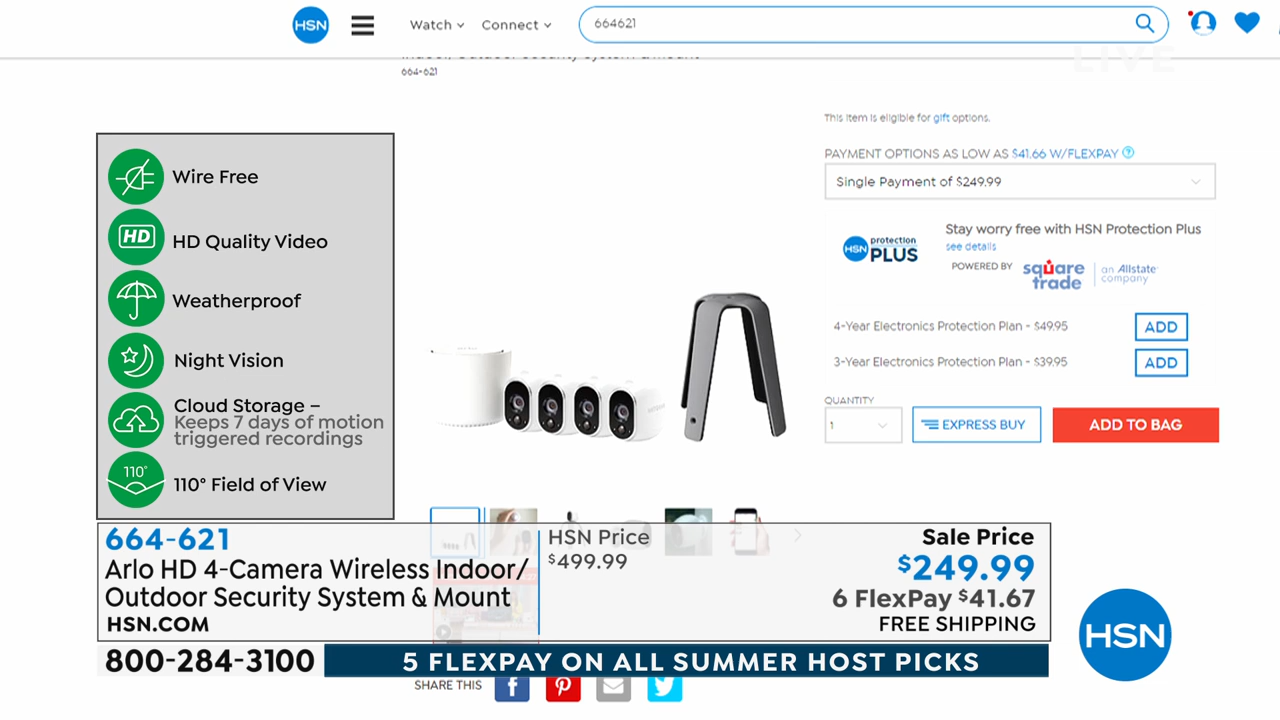 HSN
Watch
Connect
664621
LIVE
Indoor/Outdoor Security System & Mount
664-621
This item is eligible for gift options.
PAYMENT OPTIONS AS LOW AS $41.66 W/FLEXPAY ?
Single Payment of $249.99
HSN protection PLUS
Stay worry free with HSN Protection Plus
see details
POWERED BY square trade an Allstate company
4-Year Electronics Protection Plan - $49.95 ADD
3-Year Electronics Protection Plan - $39.95 ADD
QUANTITY
1
EXPRESS BUY
ADD TO BAG
Wire Free
HD
HD Quality Video
Weatherproof
Night Vision
Cloud Storage –
Keeps 7 days of motion
triggered recordings
110°
110° Field of View
664-621
Arlo HD 4-Camera Wireless Indoor/
Outdoor Security System & Mount
HSN.COM
HSN Price
$499.99
Sale Price
$249.99
6 FlexPay $41.67
FREE SHIPPING
HSN
800-284-3100
5 FLEXPAY ON ALL SUMMER HOST PICKS
SHARE THIS